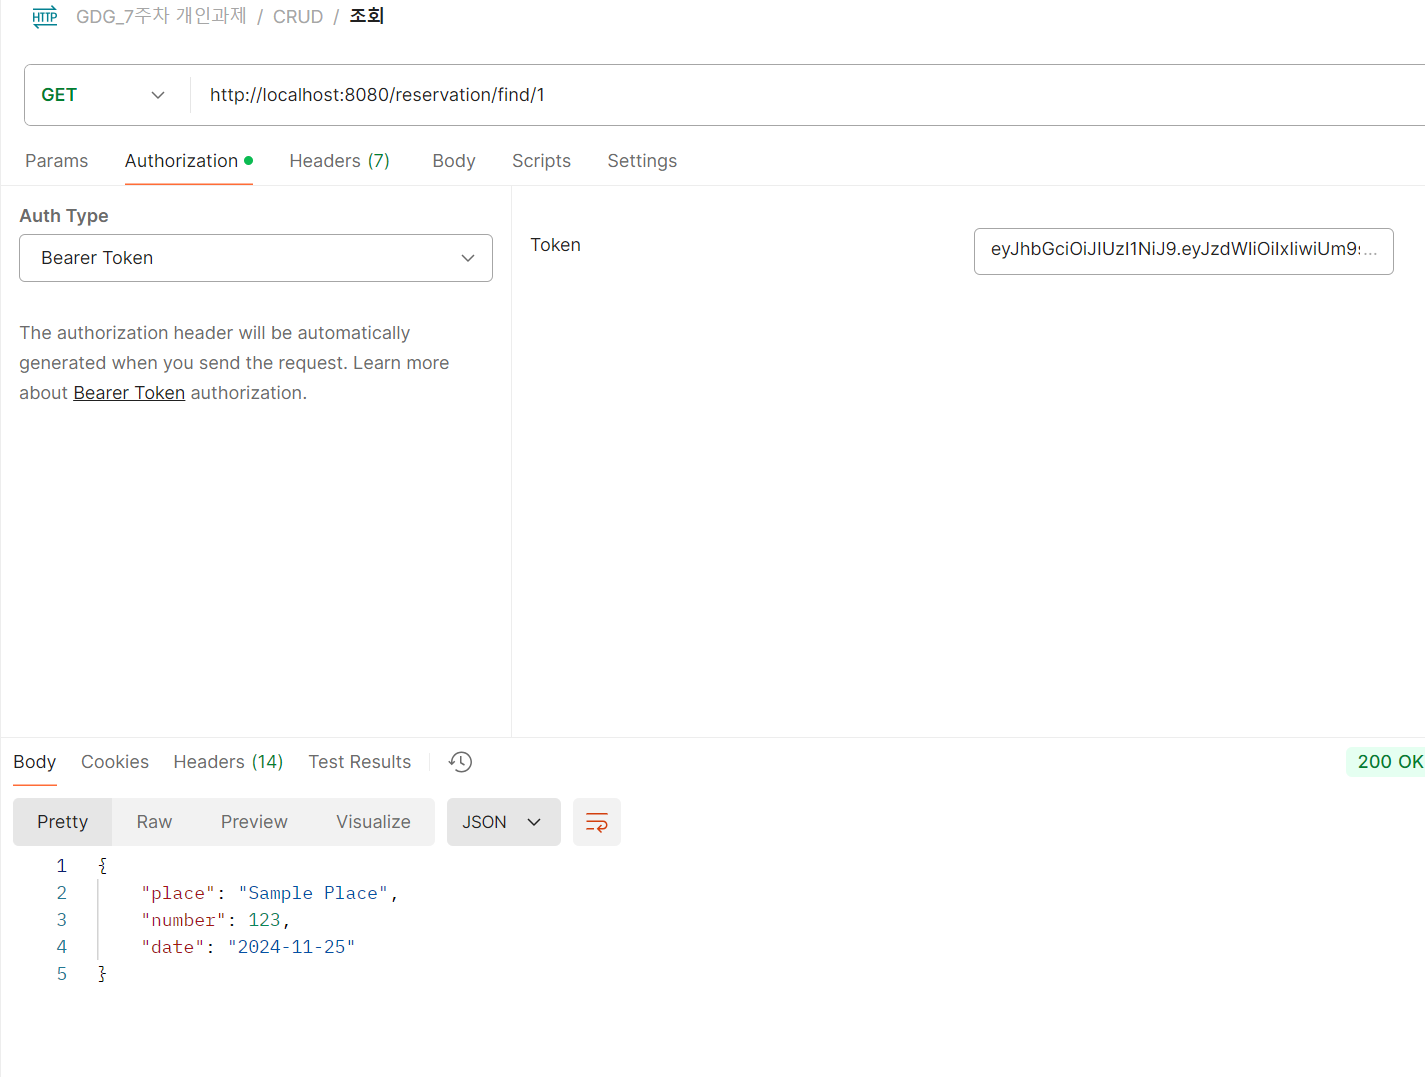 HTTP GDG_7주차 개인과제 / CRUD / 조회
GET http://localhost:8080/reservation/find/1
Params Authorization Headers (7) Body Scripts Settings
Auth Type
Bearer Token
Token eyJhbGciOiJIUzI1NiJ9.eyJzdWIiOiIxIiwiUm9s...
The authorization header will be automatically
generated when you send the request. Learn more
about Bearer Token authorization.
Body Cookies Headers (14) Test Results 200 OK
Pretty Raw Preview Visualize JSON
1 {
2 "place": "Sample Place",
3 "number": 123,
4 "date": "2024-11-25"
5 }